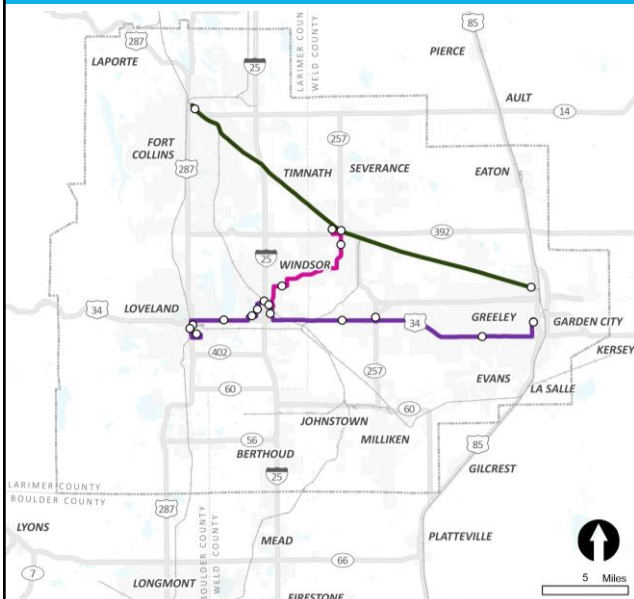 85
287
LAPORTE
25
LARIMER COUN
WELD COUNTY
PIERCE
AULT
14
FORT
COLLINS
257
287
TIMNATH
SEVERANCE
EATON
392
25
WINDSOR
34
LOVELAND
GREELEY
34
GARDEN CITY
402
KERSEY
257
EVANS
LA SALLE
60
60
JOHNSTOWN
MILLIKEN
56
BERTHOUD
85
25
GILCREST
LARIMER COUNTY
BOULDER COUNTY
287
BOULDER COUNTY
WELD COUNTY
LYONS
MEAD
PLATTEVILLE
66
7
LONGMONT
FIRESTONE
5 Miles